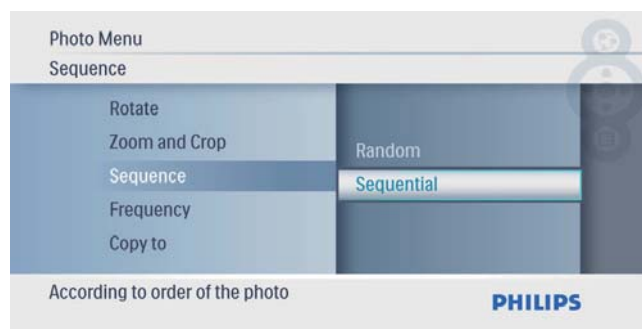 Photo Menu
Sequence
Rotate
Zoom and Crop
Sequence
Frequency
Copy to
Random
Sequential
According to order of the photo
PHILIPS